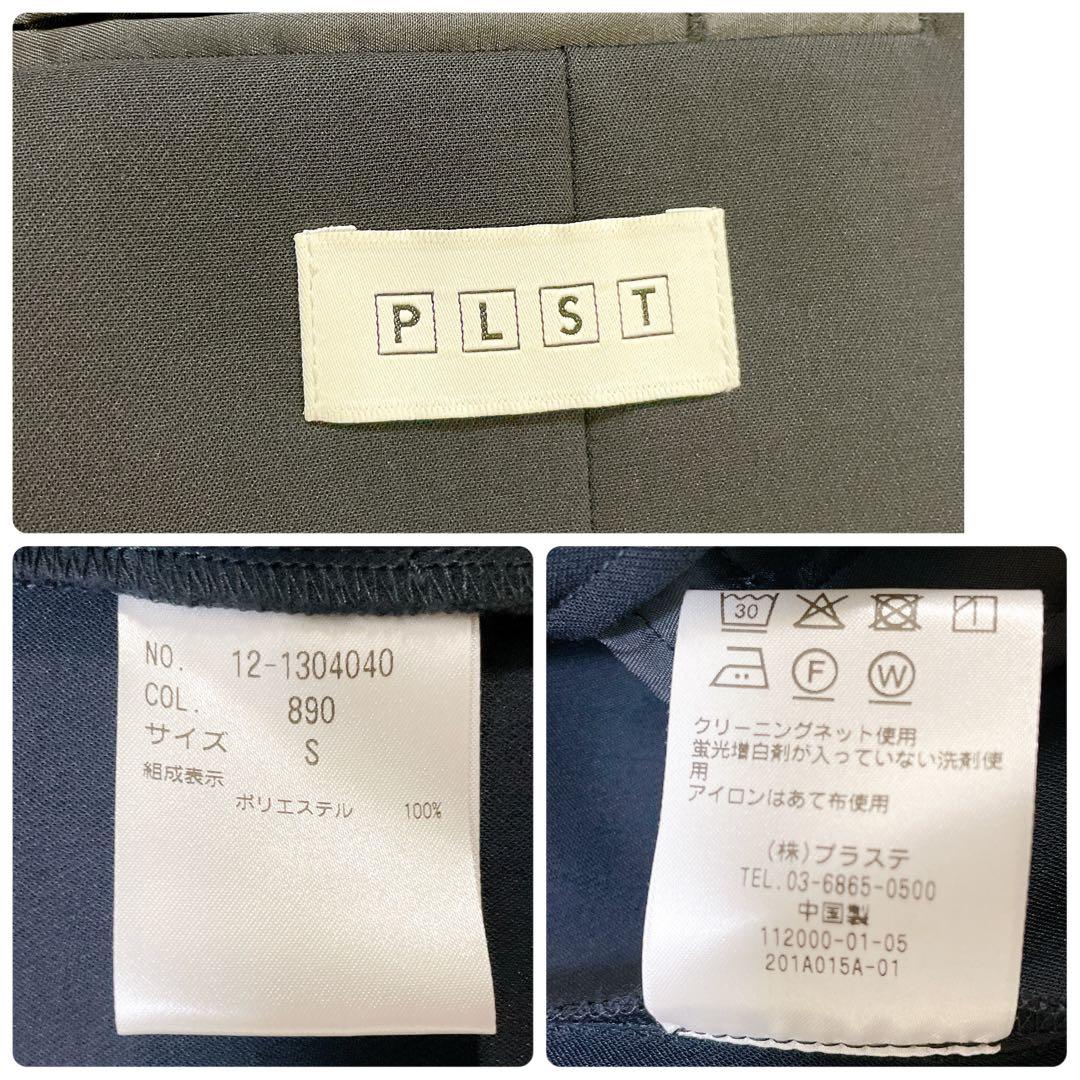 PLST
NO. 12-1304040
COL. 890
サイズ S
組成表示
ポリエステル 100%
30
F W
クリーニングネット使用
蛍光増白剤が入っていない洗剤使
用
アイロンはあて布使用
(株)プラステ
TEL.03-6865-0500
中国製
112000-01-05
201A015A-01